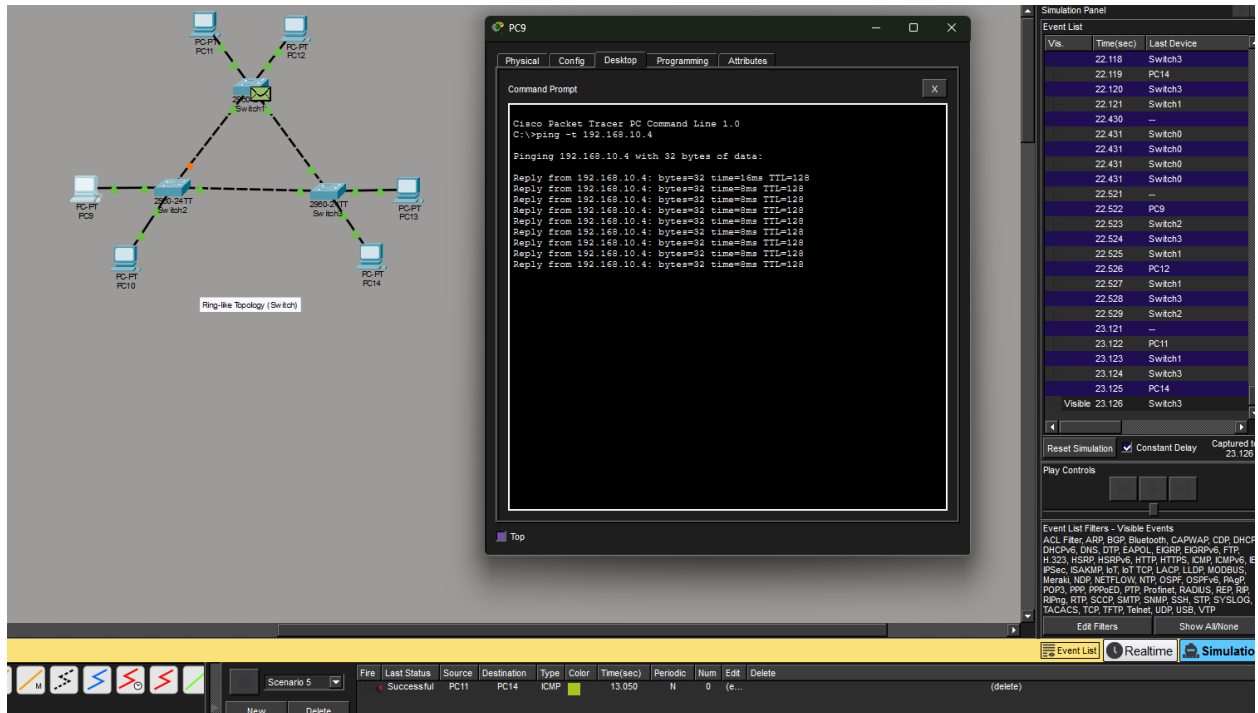 PC-PT
PC11
PC-PT
PC12
Switch1
PC-PT
PC9
2960-24TT
Switch2
PC-PT
PC13
PC-PT
PC10
PC-PT
PC14
Ring-like Topology (Switch)
PC9
Physical Config Desktop Programming Attributes
Command Prompt
X
Cisco Packet Tracer PC Command Line 1.0
C:\>ping -t 192.168.10.4
Pinging 192.168.10.4 with 32 bytes of data:
Reply from 192.168.10.4: bytes=32 time=16ms TTL=128
Reply from 192.168.10.4: bytes=32 time=8ms TTL=128
Reply from 192.168.10.4: bytes=32 time=8ms TTL=128
Reply from 192.168.10.4: bytes=32 time=8ms TTL=128
Reply from 192.168.10.4: bytes=32 time=8ms TTL=128
Reply from 192.168.10.4: bytes=32 time=8ms TTL=128
Reply from 192.168.10.4: bytes=32 time=8ms TTL=128
Reply from 192.168.10.4: bytes=32 time=8ms TTL=128
Reply from 192.168.10.4: bytes=32 time=8ms TTL=128
Top
Simulation Panel
Event List
Vis. Time(sec) Last Device
22.118 Switch3
22.119 PC14
22.120 Switch3
22.121 Switch1
22.430 --
22.431 Switch0
22.431 Switch0
22.431 Switch0
22.431 Switch0
22.521 --
22.522 PC9
22.523 Switch2
22.524 Switch3
22.525 Switch1
22.526 PC12
22.527 Switch1
22.528 Switch3
22.529 Switch2
23.121 --
23.122 PC11
23.123 Switch1
23.124 Switch3
23.125 PC14
Visible 23.126 Switch3
Reset Simulation Constant Delay Captured t
23.126
Play Controls
Event List Filters - Visible Events
ACL Filter, ARP, BGP, Bluetooth, CAPWAP, CDP, DHCP
DHCPv6, DNS, DTP, EAPOL, EIGRP, EIGRPv6, FTP,
H.323, HSRP, HSRPv6, HTTP, HTTPS, ICMP, ICMPv6, IE
IPSec, ISAKMP, IoT, IoT TCP, LACP, LLDP, MODBUS,
Meraki, NDP, NETFLOW, NTP, OSPF, OSPFv6, PAgP,
POP3, PPP, PPPoED, PTP, Profinet, RADIUS, REP, RIP,
RIPng, RTP, SCCP, SMTP, SNMP, SSH, STP, SYSLOG,
TACACS, TCP, TFTP, Telnet, UDP, USB, VTP
Edit Filters Show All/None
Event List Realtime Simulatio
M
Scenario 5
New Delete
Fire Last Status Source Destination Type Color Time(sec) Periodic Num Edit Delete
Successful PC11 PC14 ICMP 13.050 N 0 (e... (delete)